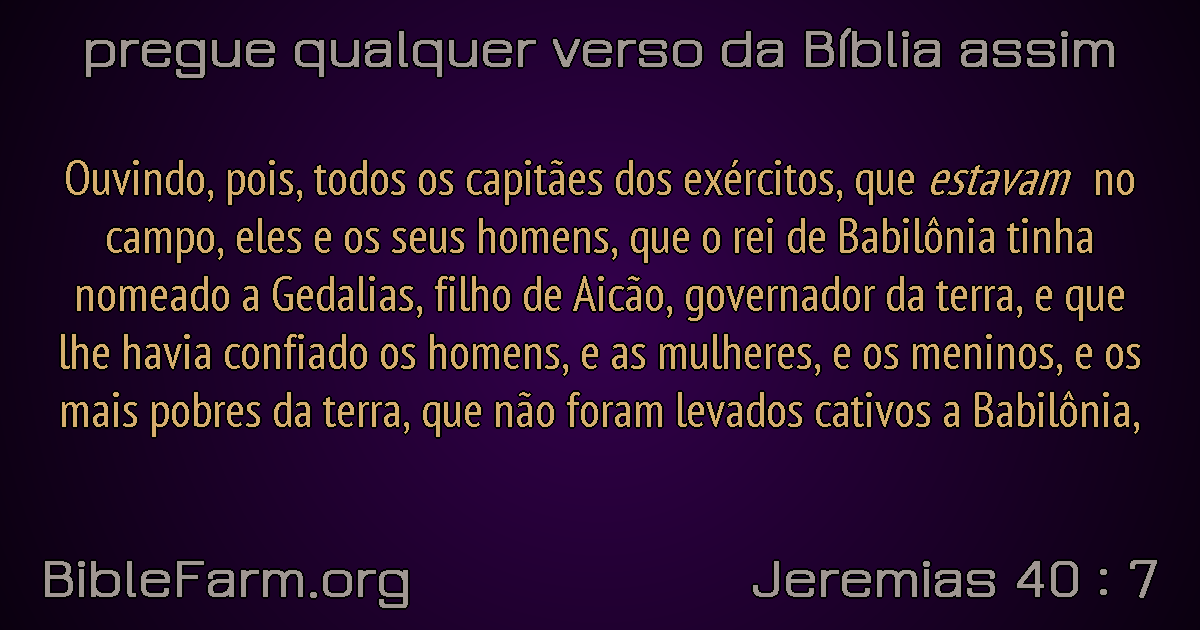 pregue qualquer verso da Bíblia assim
Ouvindo, pois, todos os capitães dos exércitos, que estavam no
campo, eles e os seus homens, que o rei de Babilônia tinha
nomeado a Gedalias, filho de Aicão, governador da terra, e que
lhe havia confiado os homens, e as mulheres, e os meninos, e os
mais pobres da terra, que não foram levados cativos a Babilônia,
BibleFarm.org
Jeremias 40 : 7